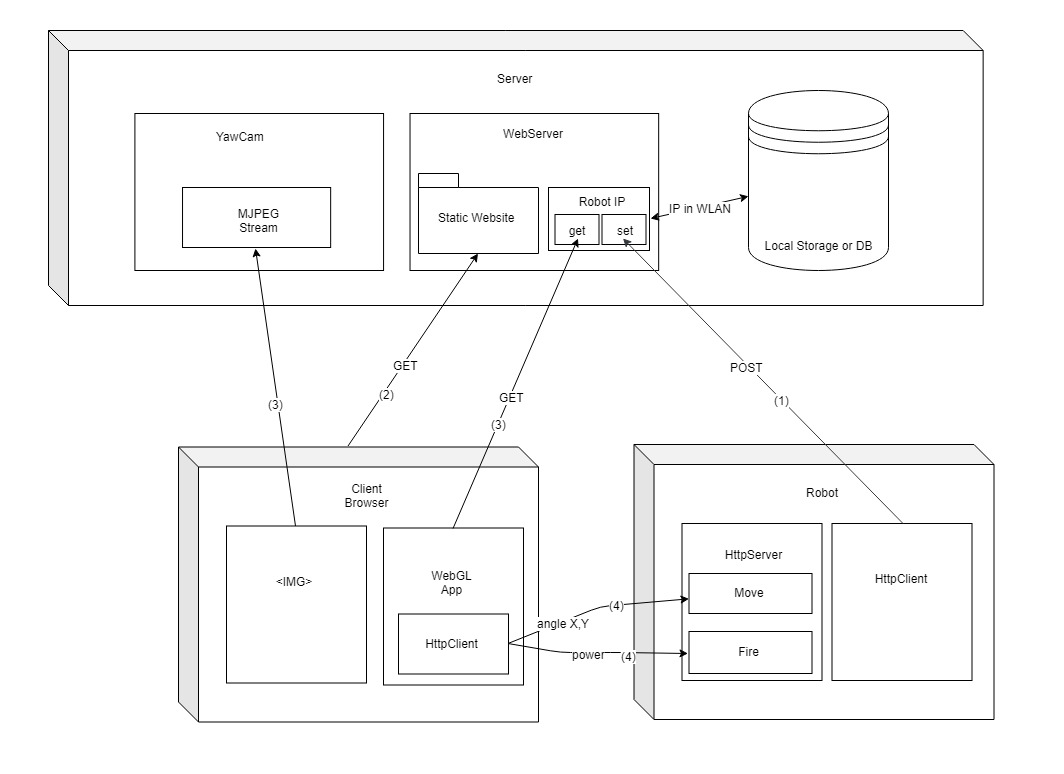 Server
YawCam
WebServer
MJPEG
Stream
Static Website
Robot IP
get
set
IP in WLAN
Local Storage or DB
GET
(2)
(3)
GET
(3)
POST
(1)
Client
Browser
<IMG>
WebGL
App
HttpClient
angle X,Y
(4)
power
(4)
Robot
HttpServer
Move
Fire
HttpClient